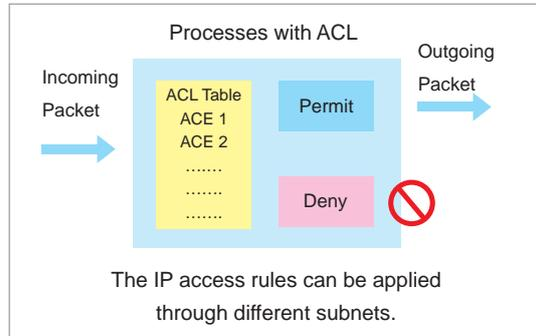 Processes with ACL
Incoming
Packet
ACL Table
ACE 1
ACE 2
.......
.......
.......
Permit
Deny
Outgoing
Packet
The IP access rules can be applied
through different subnets.